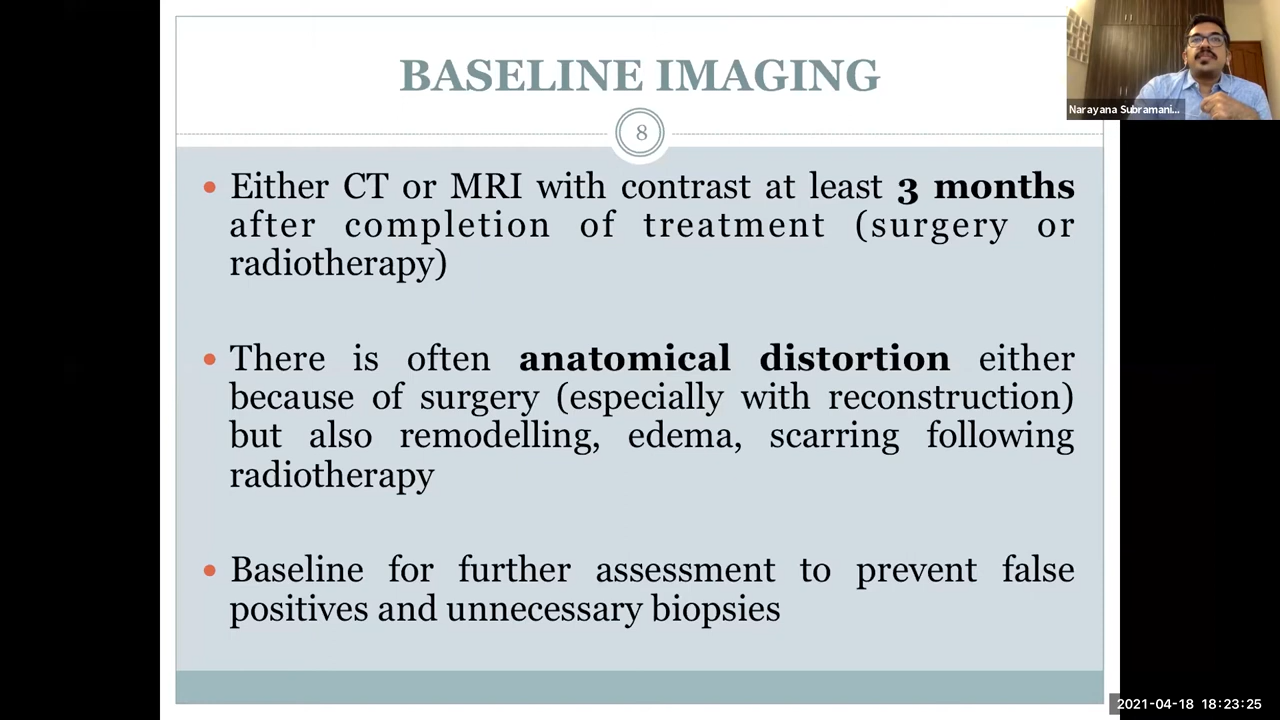 BASELINE IMAGING
8
Narayana Subramani...
• Either CT or MRI with contrast at least 3 months
after completion of treatment (surgery or
radiotherapy)
• There is often anatomical distortion either
because of surgery (especially with reconstruction)
but also remodelling, edema, scarring following
radiotherapy
• Baseline for further assessment to prevent false
positives and unnecessary biopsies
2021-04-18 18:23:25